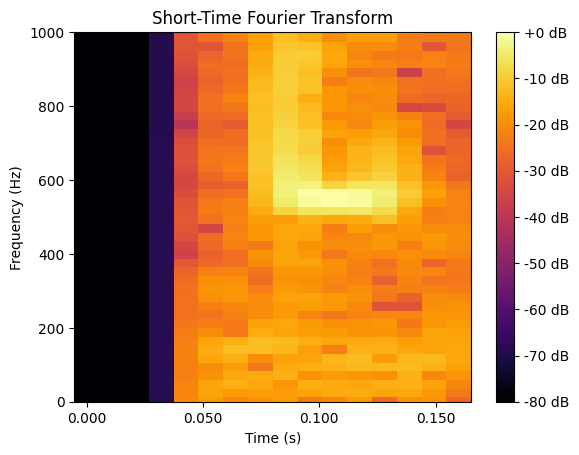 Short-Time Fourier Transform
1000
800
600
400
200
0
Frequency (Hz)
0.000
0.050
0.100
0.150
Time (s)
+0 dB
-10 dB
-20 dB
-30 dB
-40 dB
-50 dB
-60 dB
-70 dB
-80 dB